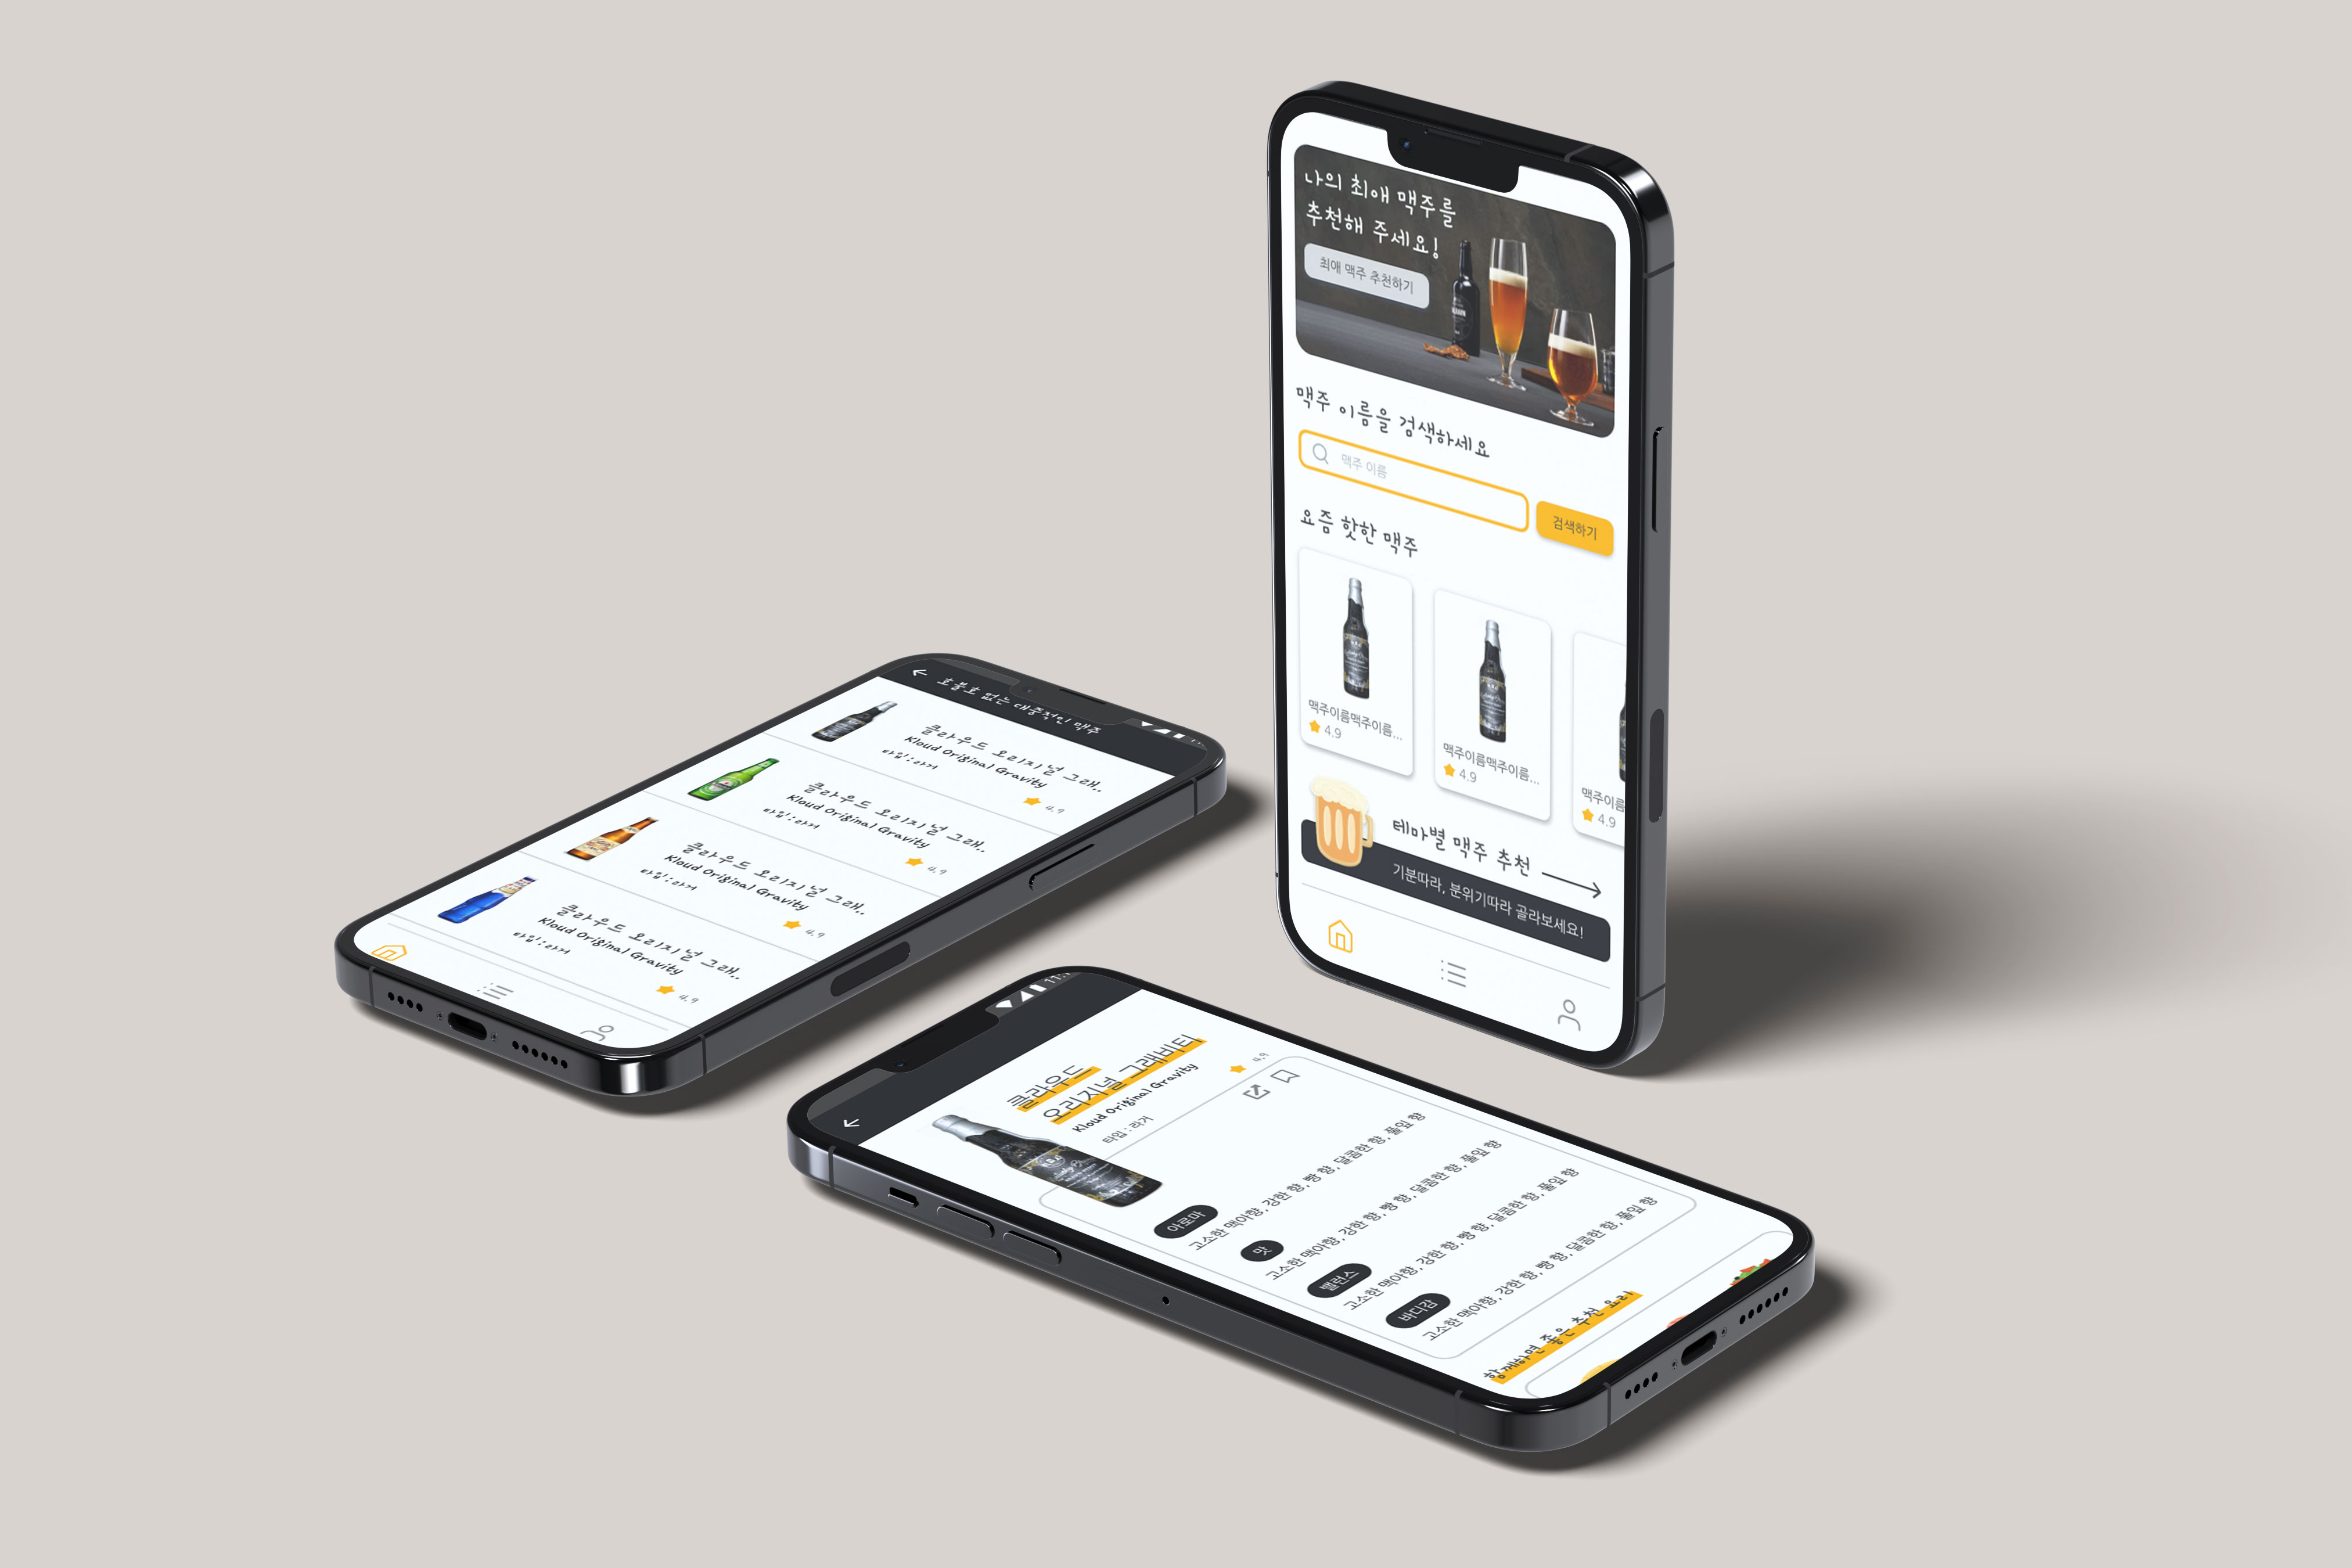 나의 최애 맥주를
추천해 주세요!
최애 맥주 추천하기
맥주 이름을 검색하세요
맥주 이름
검색하기
요즘 핫한 맥주
맥주이름맥주이름...
4.9
맥주이름맥주이름...
4.9
맥주이름
4.9
테마별 맥주 추천
기분따라, 분위기따라 골라보세요!
호불호 없는 대중적인 맥주
클라우드 오리지널 그래..
Kloud Original Gravity
타입 : 라거
4.9
클라우드 오리지널 그래..
Kloud Original Gravity
타입 : 라거
4.9
클라우드 오리지널 그래..
Kloud Original Gravity
타입 : 라거
4.9
클라우드 오리지널 그래..
Kloud Original Gravity
타입 : 라거
4.9
클라우드
오리지널 그래비티
Kloud Original Gravity
타입 : 라거
4.9
아로마
고소한 맥아향, 강한 향, 빵 향, 달콤한 향, 풀잎 향
맛
고소한 맥아향, 강한 향, 빵 향, 달콤한 향, 풀잎 향
밸런스
고소한 맥아향, 강한 향, 빵 향, 달콤한 향, 풀잎 향
바디감
고소한 맥아향, 강한 향, 빵 향, 달콤한 향, 풀잎 향
함께하면 좋은 추천 요리